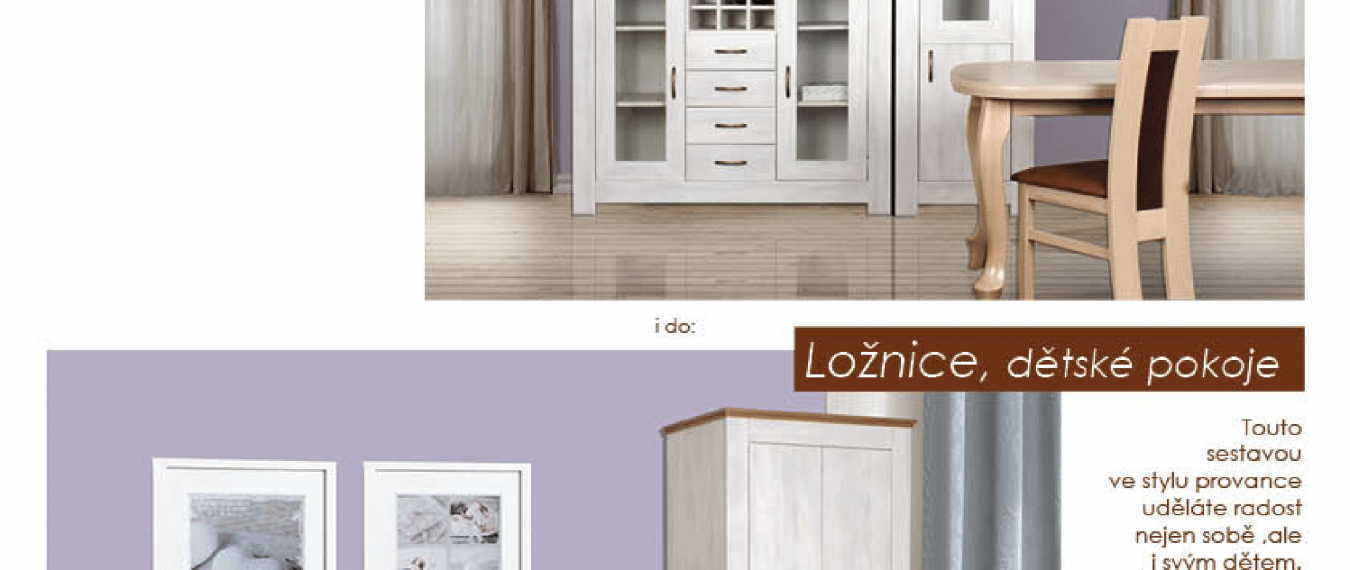 i do:
Ložnice, dětské pokoje
Touto
sestavou
ve stylu provance
uděláte radost
nejen sobě ,ale
i svým dětem.